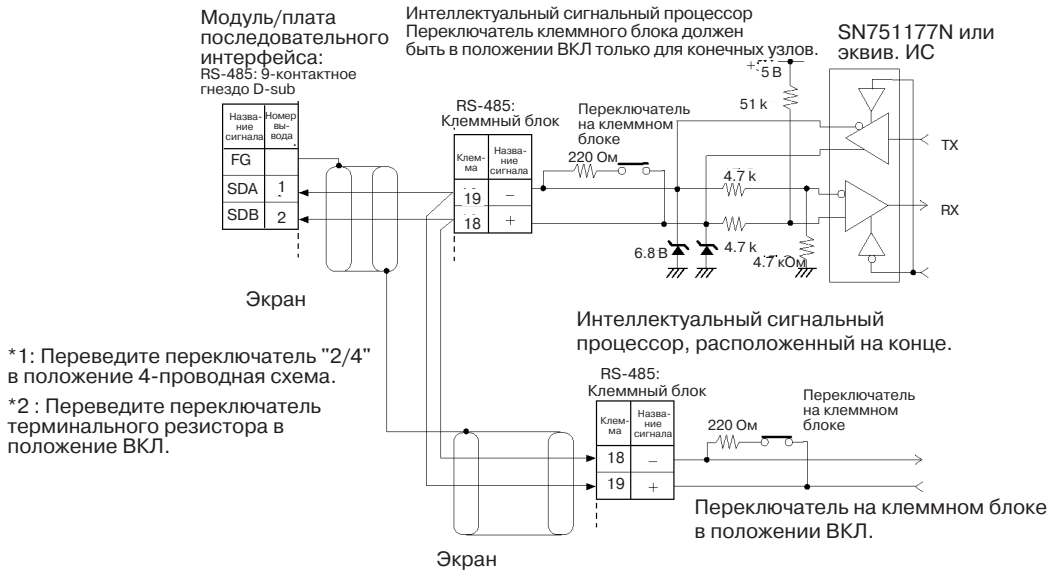 Модуль/плата
последовательного
интерфейса:
RS-485: 9-контактное
гнездо D-sub
Назва-
ние
сигнала
Номер
вы-
вода
FG
SDA 1
SDB 2
Экран
Интеллектуальный сигнальный процессор
Переключатель клеммного блока должен
быть в положении ВКЛ только для конечных узлов.
RS-485:
Клеммный блок
Клем-
ма
Назва-
ние
сигнала
19 −
18 +
Переключатель
на клеммном
блоке
220 Ом
+
5 В
51 k
4.7 k
4.7 k
6.8 В
4.7 кОм
SN751177N или
эквив. ИС
TX
RX
*1: Переведите переключатель "2/4"
в положение 4-проводная схема.
*2 : Переведите переключатель
терминального резистора в
положение ВКЛ.
Интеллектуальный сигнальный
процессор, расположенный на конце.
RS-485:
Клеммный блок
Клем-
ма
Назва-
ние
сигнала
18 −
19 +
220 Ом
Переключатель
на клеммном
блоке
Переключатель на клеммном блоке
в положении ВКЛ.
Экран